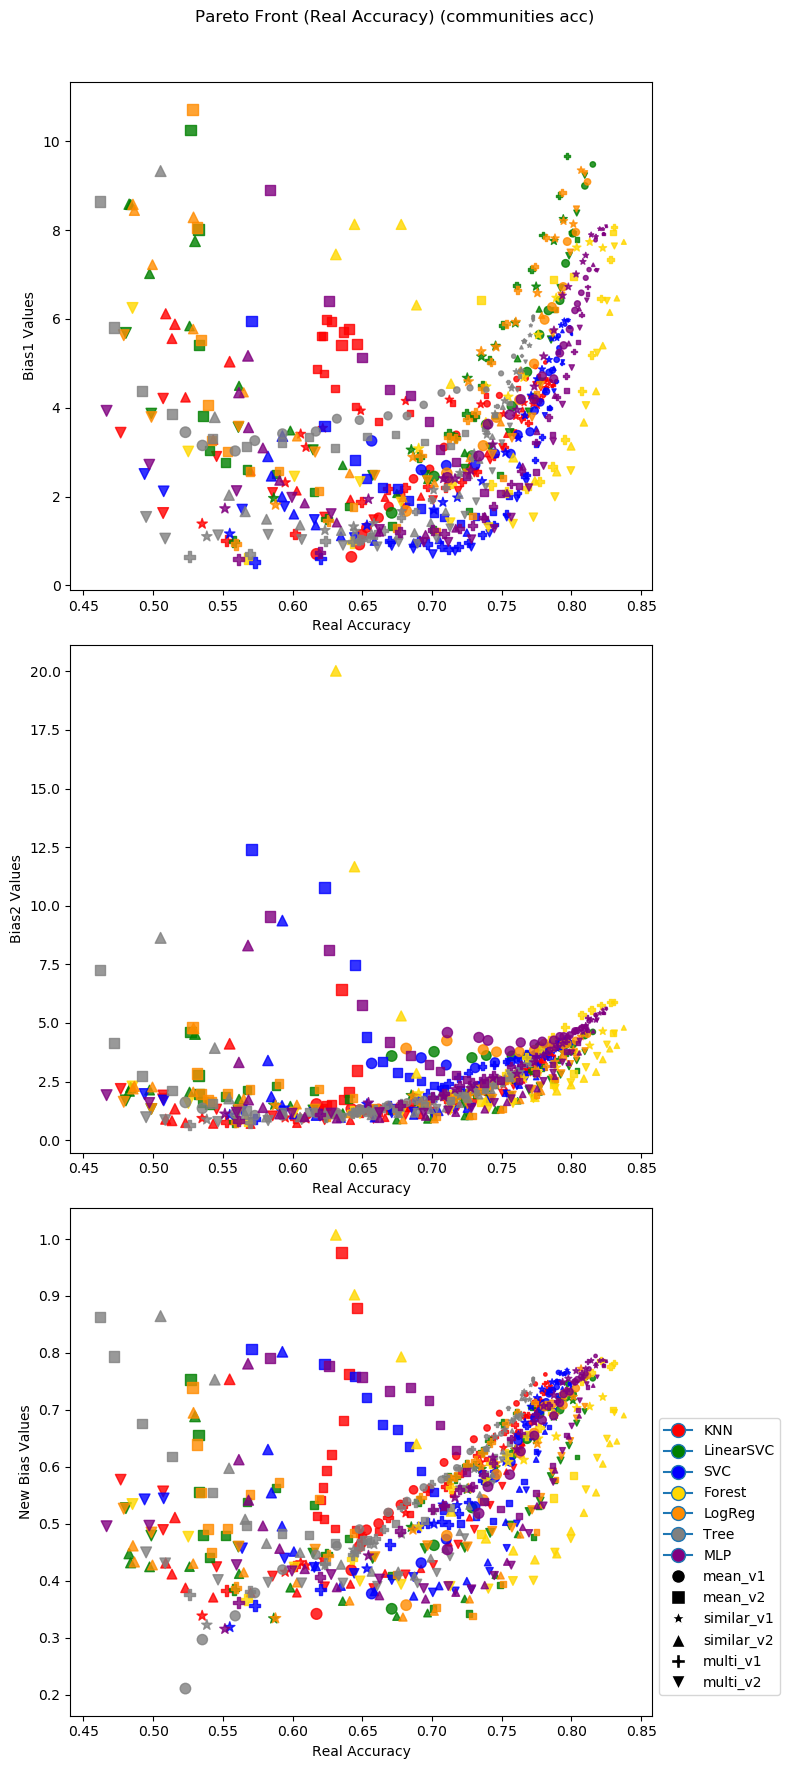 Pareto Front (Real Accuracy) (communities acc)
10
8
6
4
2
0
Bias1 Values
0.45 0.50 0.55 0.60 0.65 0.70 0.75 0.80 0.85
Real Accuracy
20.0
17.5
15.0
12.5
10.0
7.5
5.0
2.5
0.0
Bias2 Values
0.45 0.50 0.55 0.60 0.65 0.70 0.75 0.80 0.85
Real Accuracy
1.0
0.9
0.8
0.7
0.6
0.5
0.4
0.3
0.2
New Bias Values
0.45 0.50 0.55 0.60 0.65 0.70 0.75 0.80 0.85
Real Accuracy
KNN
LinearSVC
SVC
Forest
LogReg
Tree
MLP
mean_v1
mean_v2
similar_v1
similar_v2
multi_v1
multi_v2